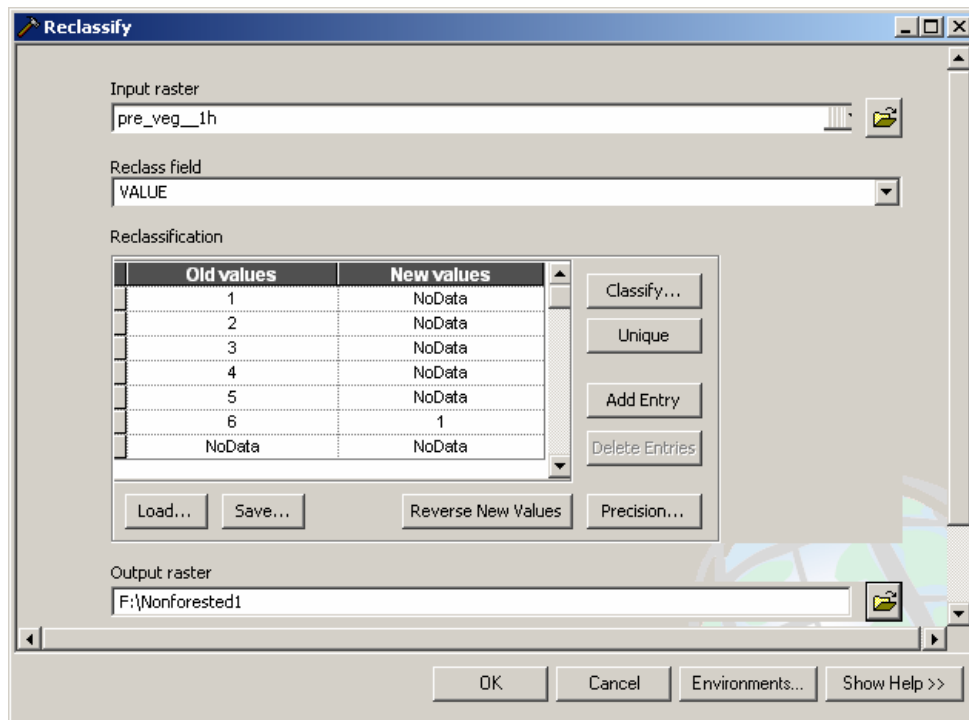 Reclassify
Input raster
pre_veg__1h
Reclass field
VALUE
Reclassification
Old values New values
1 NoData
2 NoData
3 NoData
4 NoData
5 NoData
6 1
NoData NoData
Classify...
Unique
Add Entry
Delete Entries
Load... Save... Reverse New Values Precision...
Output raster
F:\Nonforested1
OK Cancel Environments... Show Help >>